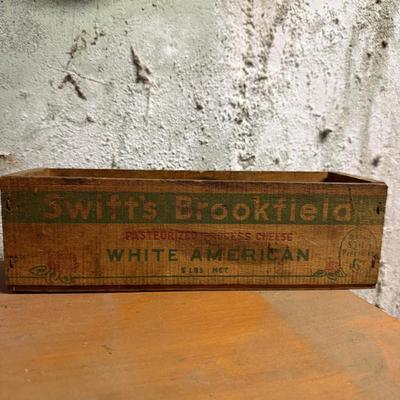 Swift's Brookfield
PASTEURIZED PROCESS CHEESE
WHITE AMERICAN
5 LBS. NET